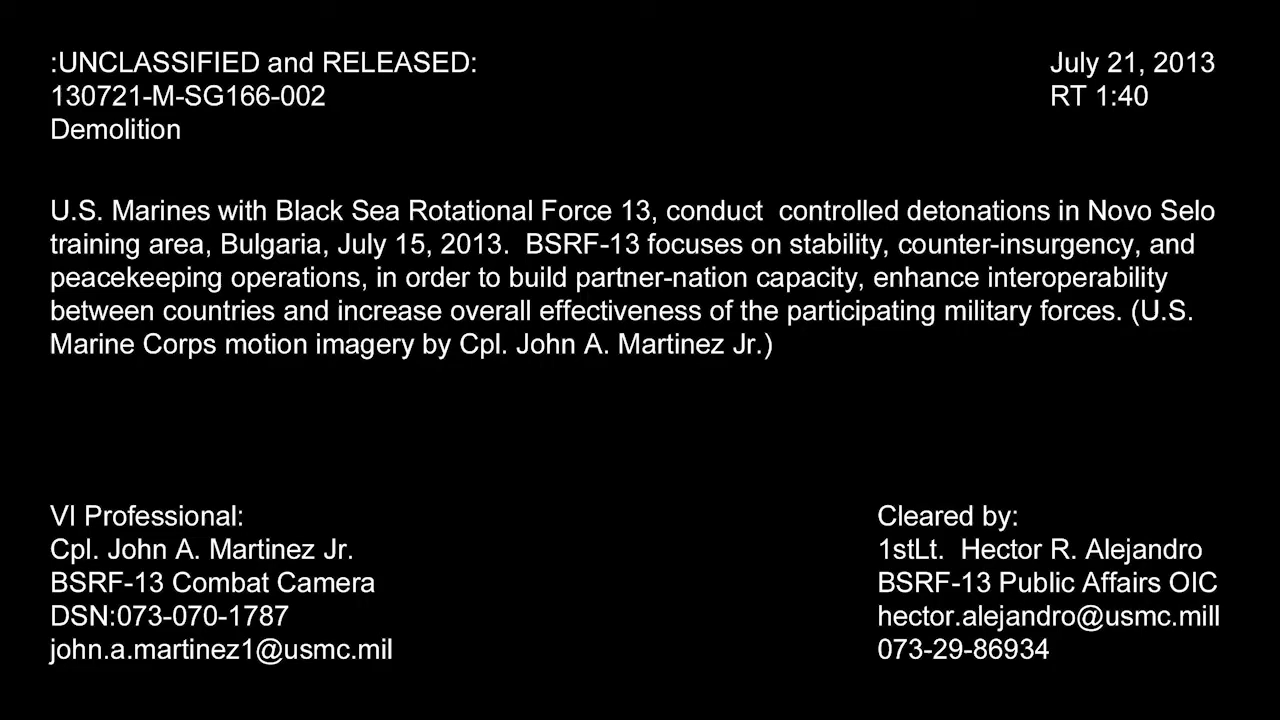 :UNCLASSIFIED and RELEASED:
130721-M-SG166-002
Demolition
July 21, 2013
RT 1:40
U.S. Marines with Black Sea Rotational Force 13, conduct  controlled detonations in Novo Selo
training area, Bulgaria, July 15, 2013.  BSRF-13 focuses on stability, counter-insurgency, and
peacekeeping operations, in order to build partner-nation capacity, enhance interoperability
between countries and increase overall effectiveness of the participating military forces. (U.S.
Marine Corps motion imagery by Cpl. John A. Martinez Jr.)
VI Professional:
Cpl. John A. Martinez Jr.
BSRF-13 Combat Camera
DSN:073-070-1787
john.a.martinez1@usmc.mil
Cleared by:
1stLt.  Hector R. Alejandro
BSRF-13 Public Affairs OIC
hector.alejandro@usmc.mill
073-29-86934